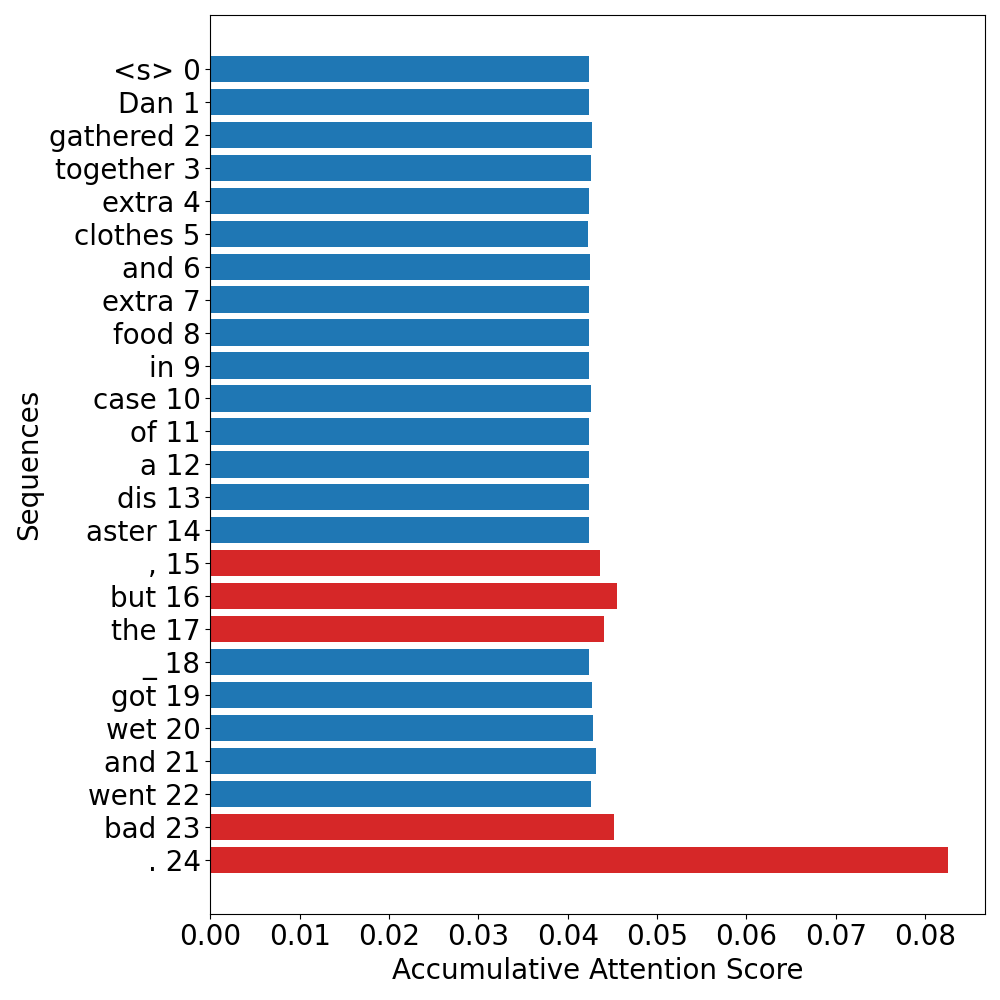 <s> 0
Dan 1
gathered 2
together 3
extra 4
clothes 5
and 6
extra 7
food 8
in 9
case 10
of 11
a 12
dis 13
aster 14
, 15
but 16
the 17
_ 18
got 19
wet 20
and 21
went 22
bad 23
. 24
Sequences
0.00 0.01 0.02 0.03 0.04 0.05 0.06 0.07 0.08
Accumulative Attention Score